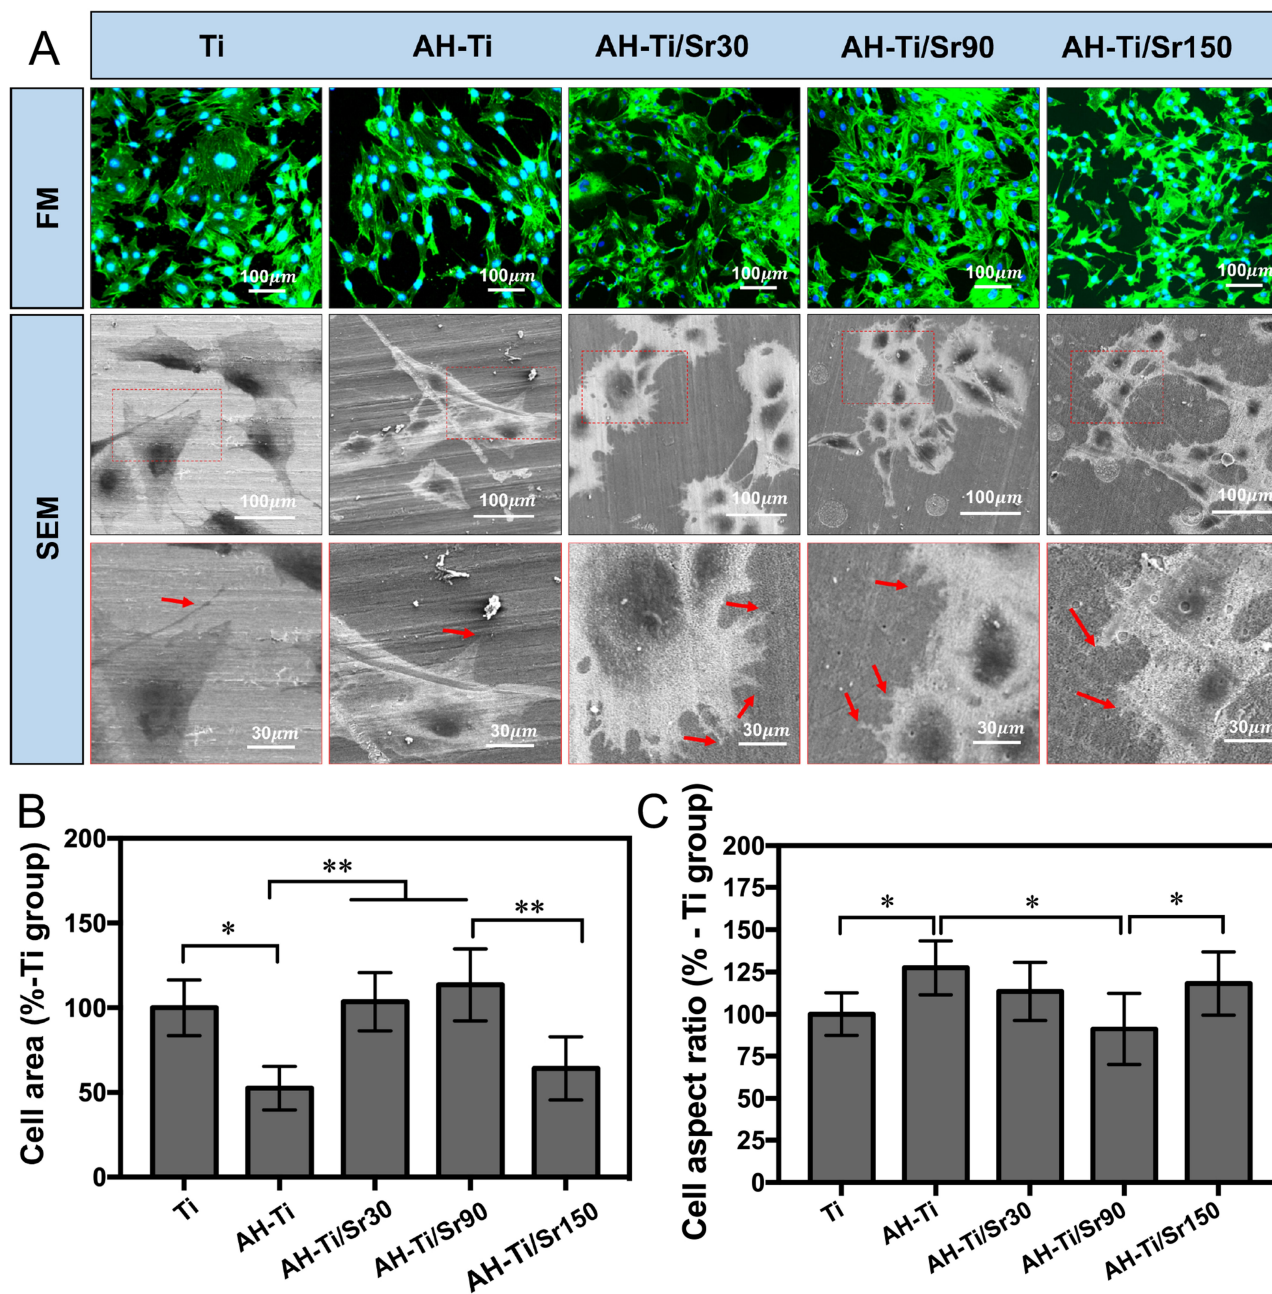 A
Ti AH-Ti AH-Ti/Sr30 AH-Ti/Sr90 AH-Ti/Sr150
FM
100μm 100μm 100μm 100μm 100μm
SEM
100μm 100μm 100μm 100μm 100μm
30μm 30μm 30μm 30μm 30μm
B
Cell area (%-Ti group)
200
150
100
50
0
* ** **
Ti AH-Ti AH-Ti/Sr30 AH-Ti/Sr90 AH-Ti/Sr150
C
Cell aspect ratio (% - Ti group)
200
175
150
125
100
75
50
25
0
* * *
Ti AH-Ti AH-Ti/Sr30 AH-Ti/Sr90 AH-Ti/Sr150